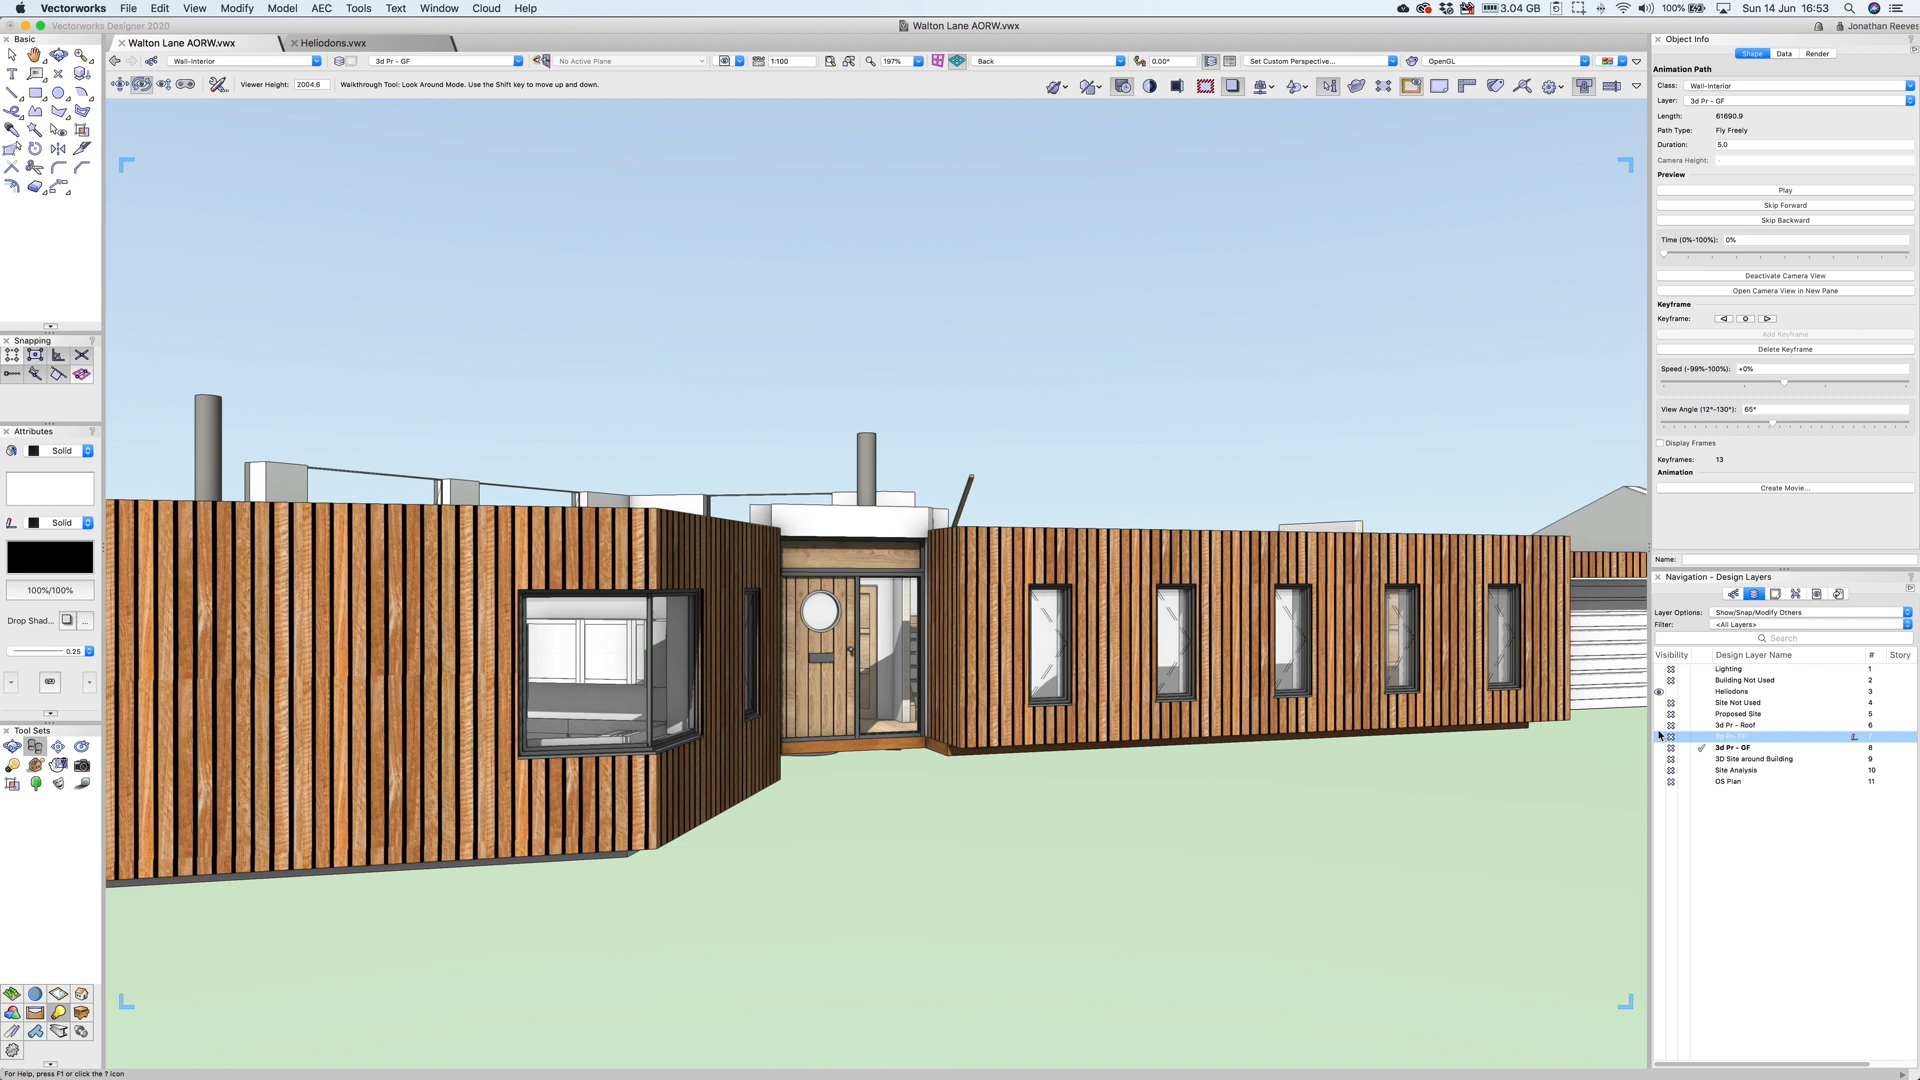 Vectorworks File Edit View Modify Model AEC Tools Text Window Cloud Help 3.04 GB 100% Sun 14 Jun 16:53
Vectorworks Designer 2020 Walton Lane AORW.vwx Jonathan Reeves
Basic
Walton Lane AORW.vwx Heliodons.vwx
Wall-Interior 3d Pr - GF No Active Plane 1:100 197% Back 0.00° Set Custom Perspective... OpenGL
Viewer Height: 2004.6 Walkthrough Tool: Look Around Mode. Use the Shift key to move up and down.
Snapping
Attributes
Solid
Solid
100%/100%
Drop Shad... ...
0.25
Tool Sets
For Help, press F1 or click the ? icon
Object Info
Shape Data Render
Animation Path
Class: Wall-Interior
Layer: 3d Pr - GF
Length: 61690.9
Path Type: Fly Freely
Duration: 5.0
Camera Height: -
Preview
Play
Skip Forward
Skip Backward
Time (0%-100%): 0%
Deactivate Camera View
Open Camera View in New Pane
Keyframe
Keyframe:
Add Keyframe
Delete Keyframe
Speed (-99%-100%): +0%
View Angle (12°-130°): 65°
Display Frames
Keyframes: 13
Animation
Create Movie...
Name:
Navigation - Design Layers
Layer Options: Show/Snap/Modify Others
Filter: <All Layers>
Search
Visibility Design Layer Name # Story
Lighting 1
Building Not Used 2
Heliodons 3
Site Not Used 4
Proposed Site 5
3d Pr - Roof 6
3d Pr- FF 7
3d Pr - GF 8
3D Site around Building 9
Site Analysis 10
OS Plan 11